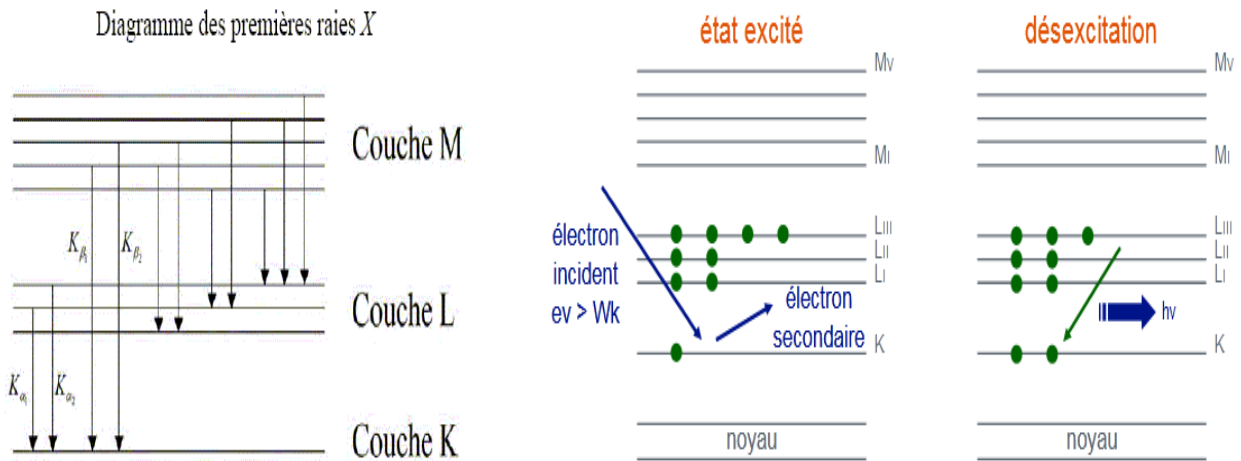 Diagramme des premières raies X
Couche M
Kβ1
Kβ2
Couche L
Kα1
Kα2
Couche K
état excité
Mv
MI
LIII
LII
LI
électron
incident
ev > Wk
électron
secondaire
K
noyau
désexcitation
Mv
MI
LIII
LII
LI
hv
K
noyau